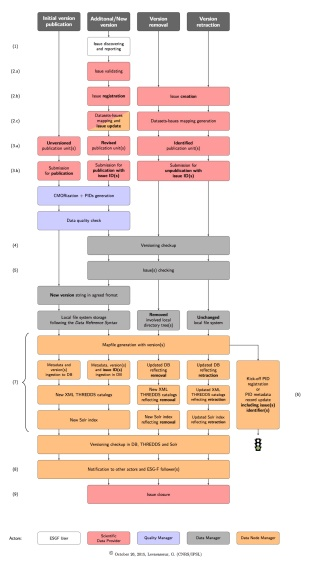 Initial version
publication
Additional/New
version
Version
removal
Version
retraction
(1)
Issue discovering
and reporting
(2.a)
Issue validating
(2.b)
Issue registration
Issue creation
(2.c)
Datasets-Issues
mapping and
issue update
Datasets-Issues mapping generation
(3.a)
Unversioned
publication unit(s)
Revised
publication unit(s)
Identified
publication unit(s)
(3.b)
Submission
for publication
Submission for
publication with
issue ID(s)
Submission for
unpublication with
issue ID(s)
CMORization + PIDs generation
Data quality check
(4)
Versioning checkup
(5)
Issue(s) checking
New version string in agreed format
Local file system storage
following the Data Reference Syntax
Removed
involved local
directory tree(s)
Unchanged
local file system
Mapfile generation with version(s)
(7)
Metadata and
version(s)
ingestion to DB
Metadata, version(s)
and issue ID(s)
ingestion in DB
Updated DB
reflecting
removal
Updated DB
reflecting
retraction
Kick-off PID
registration
or
PID metadata
record update
including issue(s)
identifier(s)
(6)
New XML THREDDS catalogs
New XML
THREDDS catalogs
reflecting removal
Updated XML
THREDDS catalogs
reflecting retraction
New Solr index
New Solr index
reflecting removal
Updated Solr index
reflecting retraction
Versioning checkup in DB, THREDDS and Solr
(8)
Notification to other actors and ESG-F follower(s)
(9)
Issue closure
Actors:
ESGF User
Scientific
Data Provider
Quality Manager
Data Manager
Data Node Manager
© October 20, 2015, Levavasseur, G. (CNRS/IPSL)